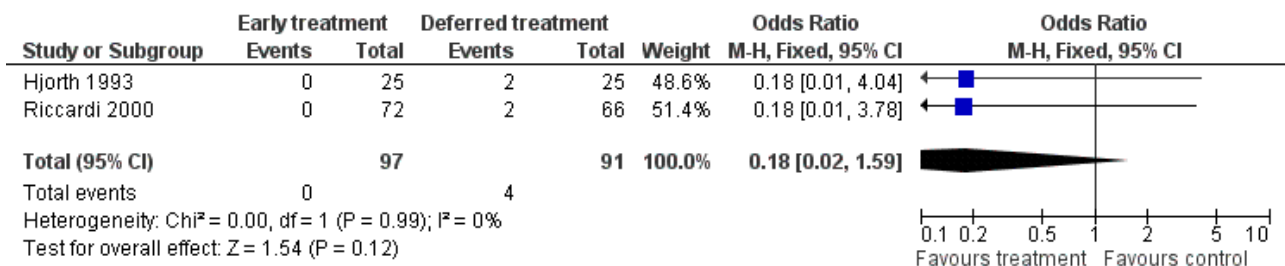 Early treatment Deferred treatment Odds Ratio Odds Ratio
Study or Subgroup Events Total Events Total Weight M-H, Fixed, 95% CI M-H, Fixed, 95% CI
Hjorth 1993 0 25 2 25 48.6% 0.18 [0.01, 4.04]
Riccardi 2000 0 72 2 66 51.4% 0.18 [0.01, 3.78]
Total (95% CI) 97 91 100.0% 0.18 [0.02, 1.59]
Total events 0 4
Heterogeneity: Chi² = 0.00, df = 1 (P = 0.99); I² = 0%
Test for overall effect: Z = 1.54 (P = 0.12)
0.1 0.2 0.5 1 2 5 10
Favours treatment Favours control